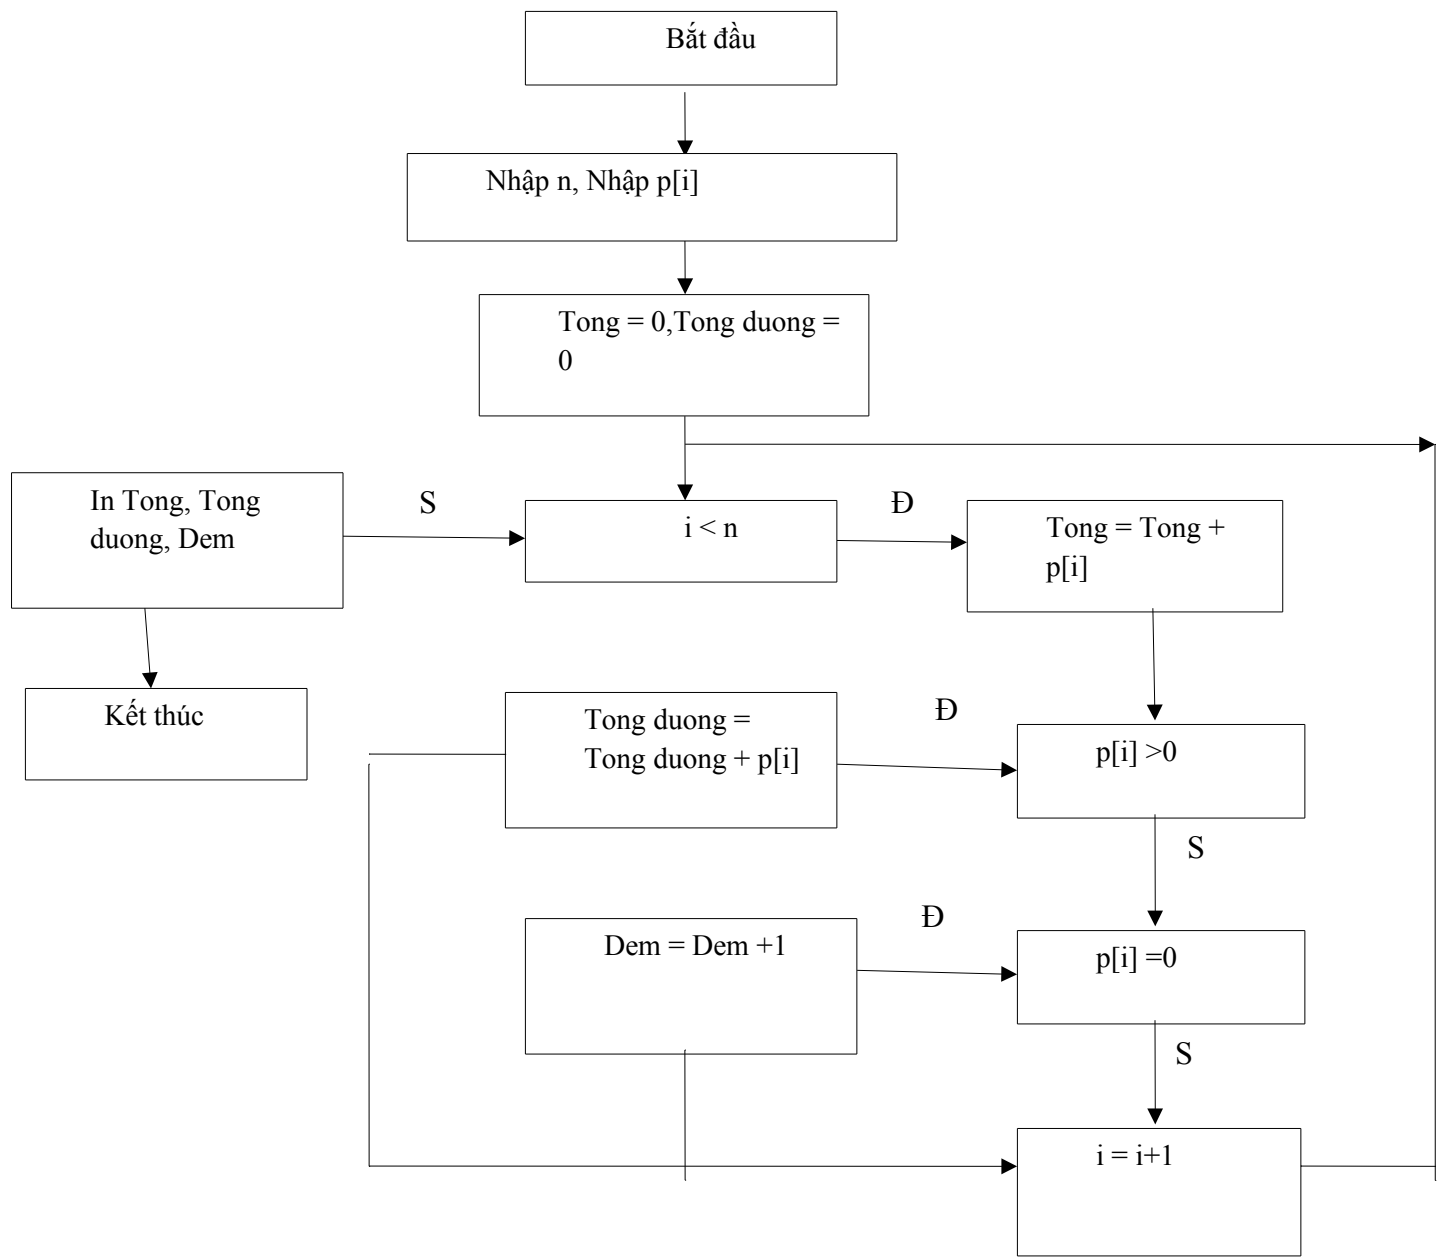 Bắt đầu
Nhập n, Nhập p[i]
Tong = 0,Tong duong =
0
In Tong, Tong
duong, Dem
S
i < n
Đ
Tong = Tong +
p[i]
Kết thúc
Tong duong =
Tong duong + p[i]
Đ
p[i] >0
S
Dem = Dem +1
Đ
p[i] =0
S
i = i+1